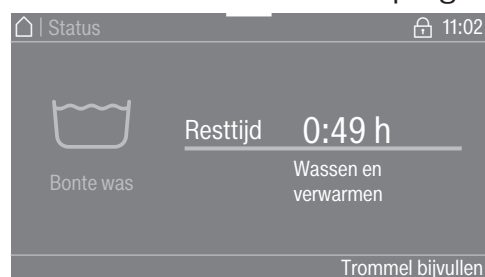 | Status 11:02
Resttijd 0:49 h
Bonte was
Wassen en
verwarmen
Trommel bijvullen